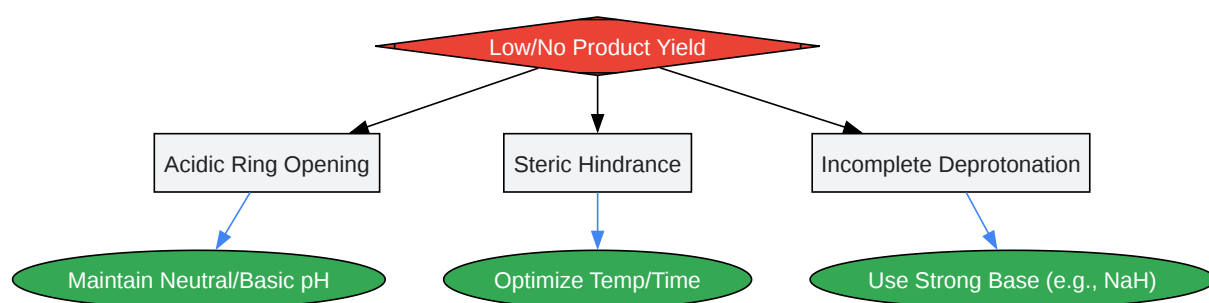 Low/No Product Yield
Acidic Ring Opening
Steric Hindrance
Incomplete Deprotonation
Maintain Neutral/Basic pH
Optimize Temp/Time
Use Strong Base (e.g., NaH)